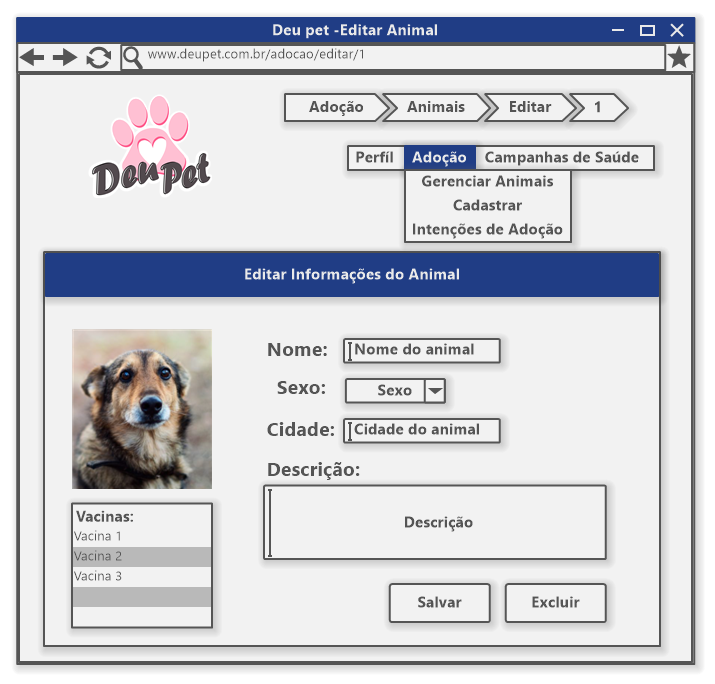 Deu pet -Editar Animal
www.deupet.com.br/adocao/editar/1
Adoção Animais Editar 1
Deu Pet
Perfíl Adoção Campanhas de Saúde
Gerenciar Animais
Cadastrar
Intenções de Adoção
Editar Informações do Animal
Nome: Nome do animal
Sexo: Sexo
Cidade: Cidade do animal
Descrição:
Descrição
Vacinas:
Vacina 1
Vacina 2
Vacina 3
Salvar Excluir